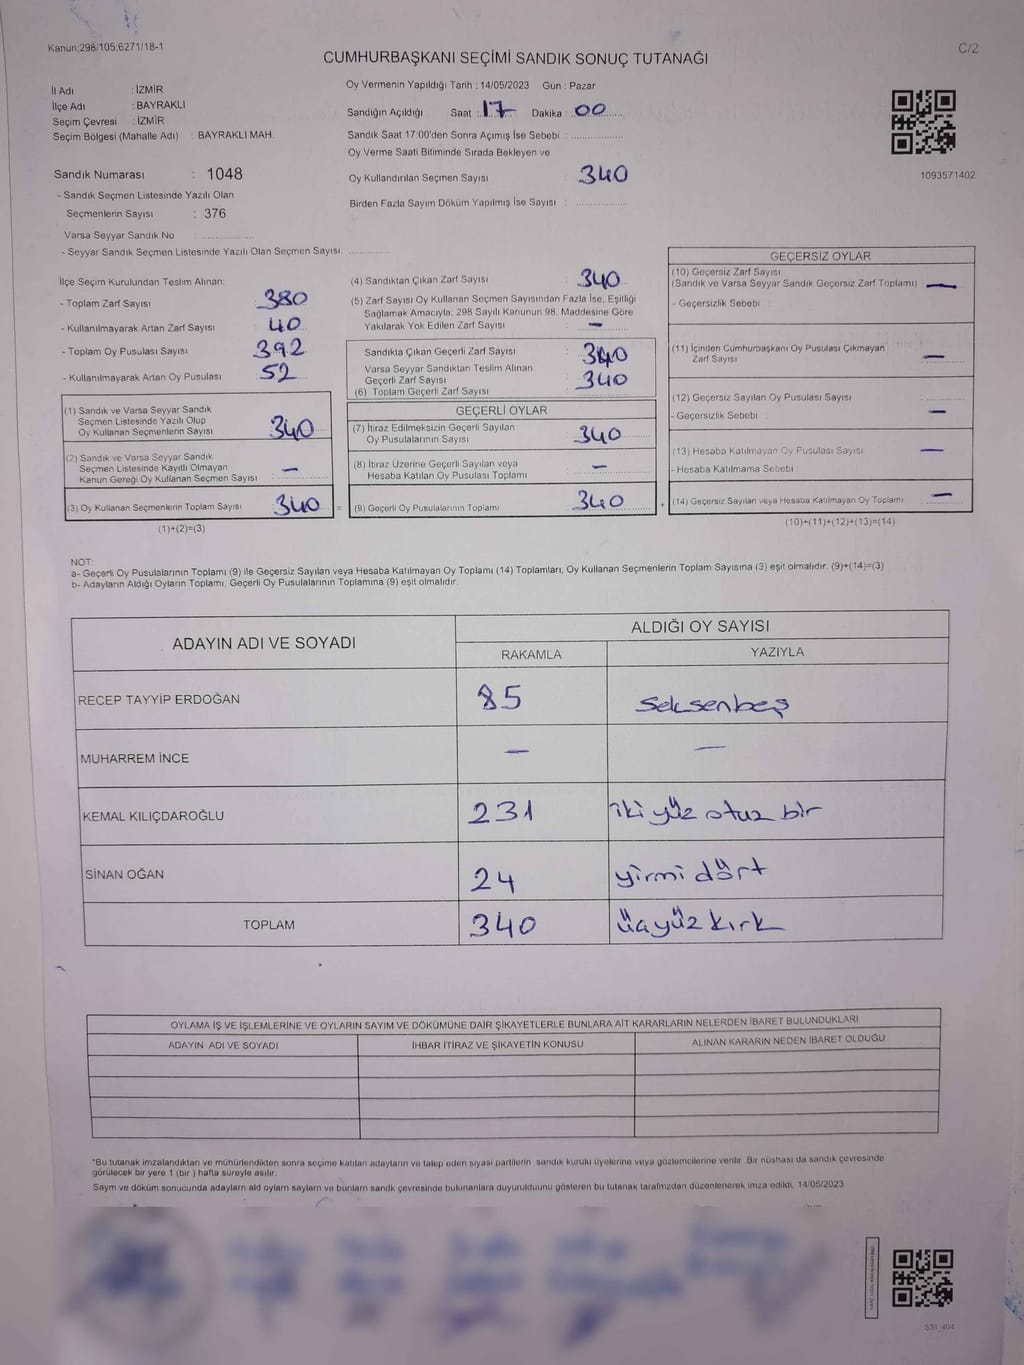 Kanun;298/105;6271/18-1
C/2
CUMHURBAŞKANI SEÇİMİ SANDIK SONUÇ TUTANAĞI
İl Adı : İZMİR
İlçe Adı : BAYRAKLI
Seçim Çevresi : İZMİR
Seçim Bölgesi (Mahalle Adı) : BAYRAKLI MAH.
Sandık Numarası : 1048
- Sandık Seçmen Listesinde Yazılı Olan
Seçmenlerin Sayısı : 376
Varsa Seyyar Sandık No : ..............
- Seyyar Sandık Seçmen Listesinde Yazılı Olan Seçmen Sayısı: ............
Oy Vermenin Yapıldığı Tarih : 14/05/2023 Gün : Pazar
Sandığın Açıldığı Saat : 17 Dakika : 00
Sandık Saat 17:00'den Sonra Açımış İse Sebebi : ..............
Oy Verme Saati Bitiminde Sırada Bekleyen ve
Oy Kullandırılan Seçmen Sayısı : 340
Birden Fazla Sayım Döküm Yapılmış İse Sayısı : ..............
1093571402
İlçe Seçim Kurulundan Teslim Alınan:
- Toplam Zarf Sayısı 380
- Kullanılmayarak Artan Zarf Sayısı 40
- Toplam Oy Pusulası Sayısı 392
- Kullanılmayarak Artan Oy Pusulası 52
(1) Sandık ve Varsa Seyyar Sandık
Seçmen Listesinde Yazılı Olup
Oy Kullanan Seçmenlerin Sayısı 340
(2) Sandık ve Varsa Seyyar Sandık
Seçmen Listesinde Kayıtlı Olmayan
Kanun Gereği Oy Kullanan Seçmen Sayısı : —
(3) Oy Kullanan Seçmenlerin Toplam Sayısı 340 =
(1)+(2)=(3)
(4) Sandıktan Çıkan Zarf Sayısı : 340
(5) Zarf Sayısı Oy Kullanan Seçmen Sayısından Fazla İse, Eşitliği
Sağlamak Amacıyla; 298 Sayılı Kanunun 98. Maddesine Göre
Yakılarak Yok Edilen Zarf Sayısı : —
Sandıkta Çıkan Geçerli Zarf Sayısı : 340
Varsa Seyyar Sandıktan Teslim Alınan
Geçerli Zarf Sayısı : 340
(6) Toplam Geçerli Zarf Sayısı
GEÇERLİ OYLAR
(7) İtiraz Edilmeksizin Geçerli Sayılan
Oy Pusulalarının Sayısı : 340
(8) İtiraz Üzerine Geçerli Sayılan veya
Hesaba Katılan Oy Pusulası Toplamı : —
(9) Geçerli Oy Pusulalarının Toplamı : 340 +
GEÇERSİZ OYLAR
(10) Geçersiz Zarf Sayısı
(Sandık ve Varsa Seyyar Sandık Geçersiz Zarf Toplamı) : —
- Geçersizlik Sebebi :
(11) İçinden Cumhurbaşkanı Oy Pusulası Çıkmayan
Zarf Sayısı : —
(12) Geçersiz Sayılan Oy Pusulası Sayısı : ............
- Geçersizlik Sebebi : —
(13) Hesaba Katılmayan Oy Pusulası Sayısı : —
- Hesaba Katılmama Sebebi :
(14) Geçersiz Sayılan veya Hesaba Katılmayan Oy Toplamı : —
(10)+(11)+(12)+(13)=(14)
NOT:
a- Geçerli Oy Pusulalarının Toplamı (9) ile Geçersiz Sayılan veya Hesaba Katılmayan Oy Toplamı (14) Toplamları, Oy Kullanan Seçmenlerin Toplam Sayısına (3) eşit olmalıdır. (9)+(14)=(3)
b- Adayların Aldığı Oyların Toplamı, Geçerli Oy Pusulalarının Toplamına (9) eşit olmalıdır.
ADAYIN ADI VE SOYADI
ALDIĞI OY SAYISI
RAKAMLA YAZIYLA
RECEP TAYYİP ERDOĞAN 85 Seksenbeş
MUHARREM İNCE — —
KEMAL KILIÇDAROĞLU 231 iki yüz otuz bir
SİNAN OĞAN 24 yirmi dört
TOPLAM 340 üçyüz kırk
OYLAMA İŞ VE İŞLEMLERİNE VE OYLARIN SAYIM VE DÖKÜMÜNE DAİR ŞİKAYETLERLE BUNLARA AİT KARARLARIN NELERDEN İBARET BULUNDUKLARI
ADAYIN ADI VE SOYADI İHBAR İTİRAZ VE ŞİKAYETİN KONUSU ALINAN KARARIN NEDEN İBARET OLDUĞU
*Bu tutanak imzalandıktan ve mühürlendikten sonra seçime katılan adayların ve talep eden siyasi partilerin sandık kurulu üyelerine veya gözlemcilerine verilir. Bir nüshası da sandık çevresinde
görülecek bir yere 1 (bir ) hafta süreyle asılır.
Saym ve döküm sonucunda adaylarn ald oylarn saylarn ve bunlarn sandk çevresinde bulunanlara duyurulduunu gösteren bu tutanak tarafmzdan düzenlenerek imza edildi. 14/05/2023
SS1_404